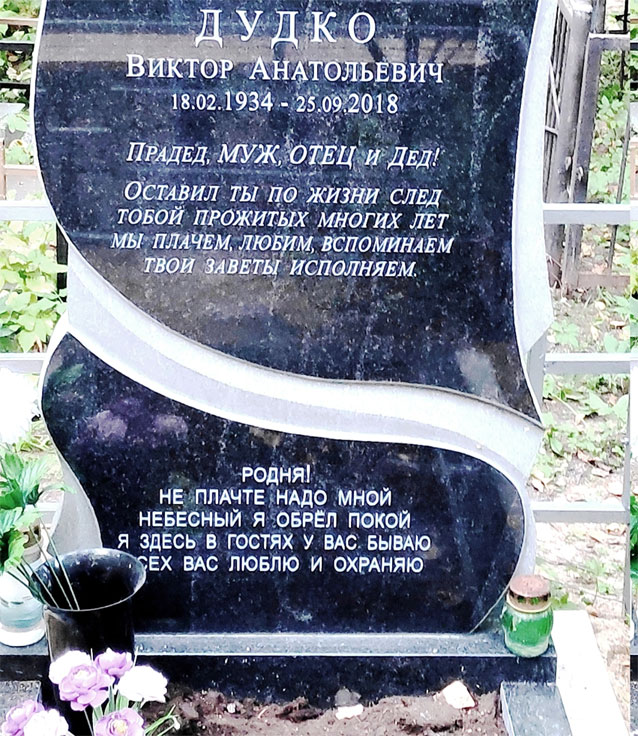 ДУДКО
ВИКТОР АНАТОЛЬЕВИЧ
18.02.1934 - 25.09.2018
ПРАДЕД, МУЖ, ОТЕЦ И ДЕД!
ОСТАВИЛ ТЫ ПО ЖИЗНИ СЛЕД
ТОБОЙ ПРОЖИТЫХ МНОГИХ ЛЕТ
МЫ ПЛАЧЕМ, ЛЮБИМ, ВСПОМИНАЕМ
ТВОИ ЗАВЕТЫ ИСПОЛНЯЕМ.
РОДНЯ!
НЕ ПЛАЧТЕ НАДО МНОЙ
НЕБЕСНЫЙ Я ОБРЁЛ ПОКОЙ
Я ЗДЕСЬ В ГОСТЯХ У ВАС БЫВАЮ
ВСЕХ ВАС ЛЮБЛЮ И ОХРАНЯЮ